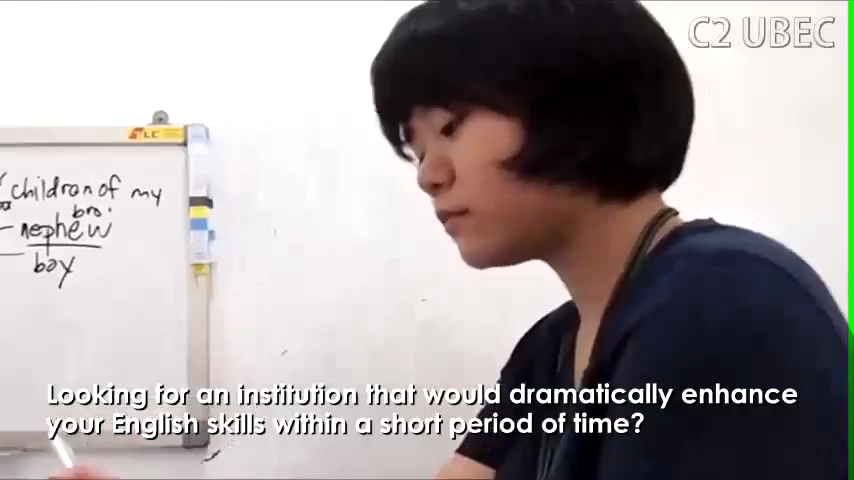 C2 UBEC
LC
children of my
bro.
nephew
boy
Looking for an institution that would dramatically enhance
your English skills within a short period of time?